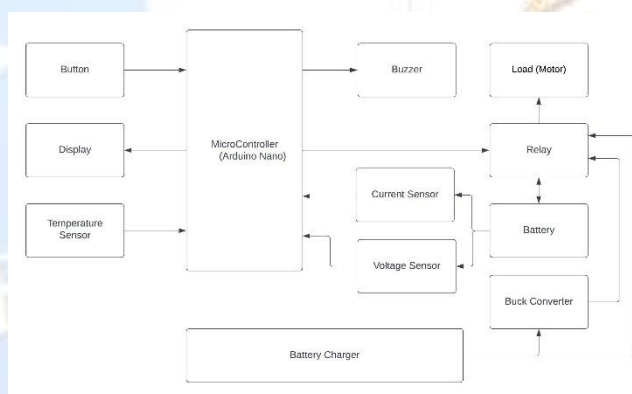 Button
Buzzer
Load (Motor)
Display
MicroController
(Arduino Nano)
Relay
Current Sensor
Temperature
Sensor
Battery
Voltage Sensor
Buck Converter
Battery Charger